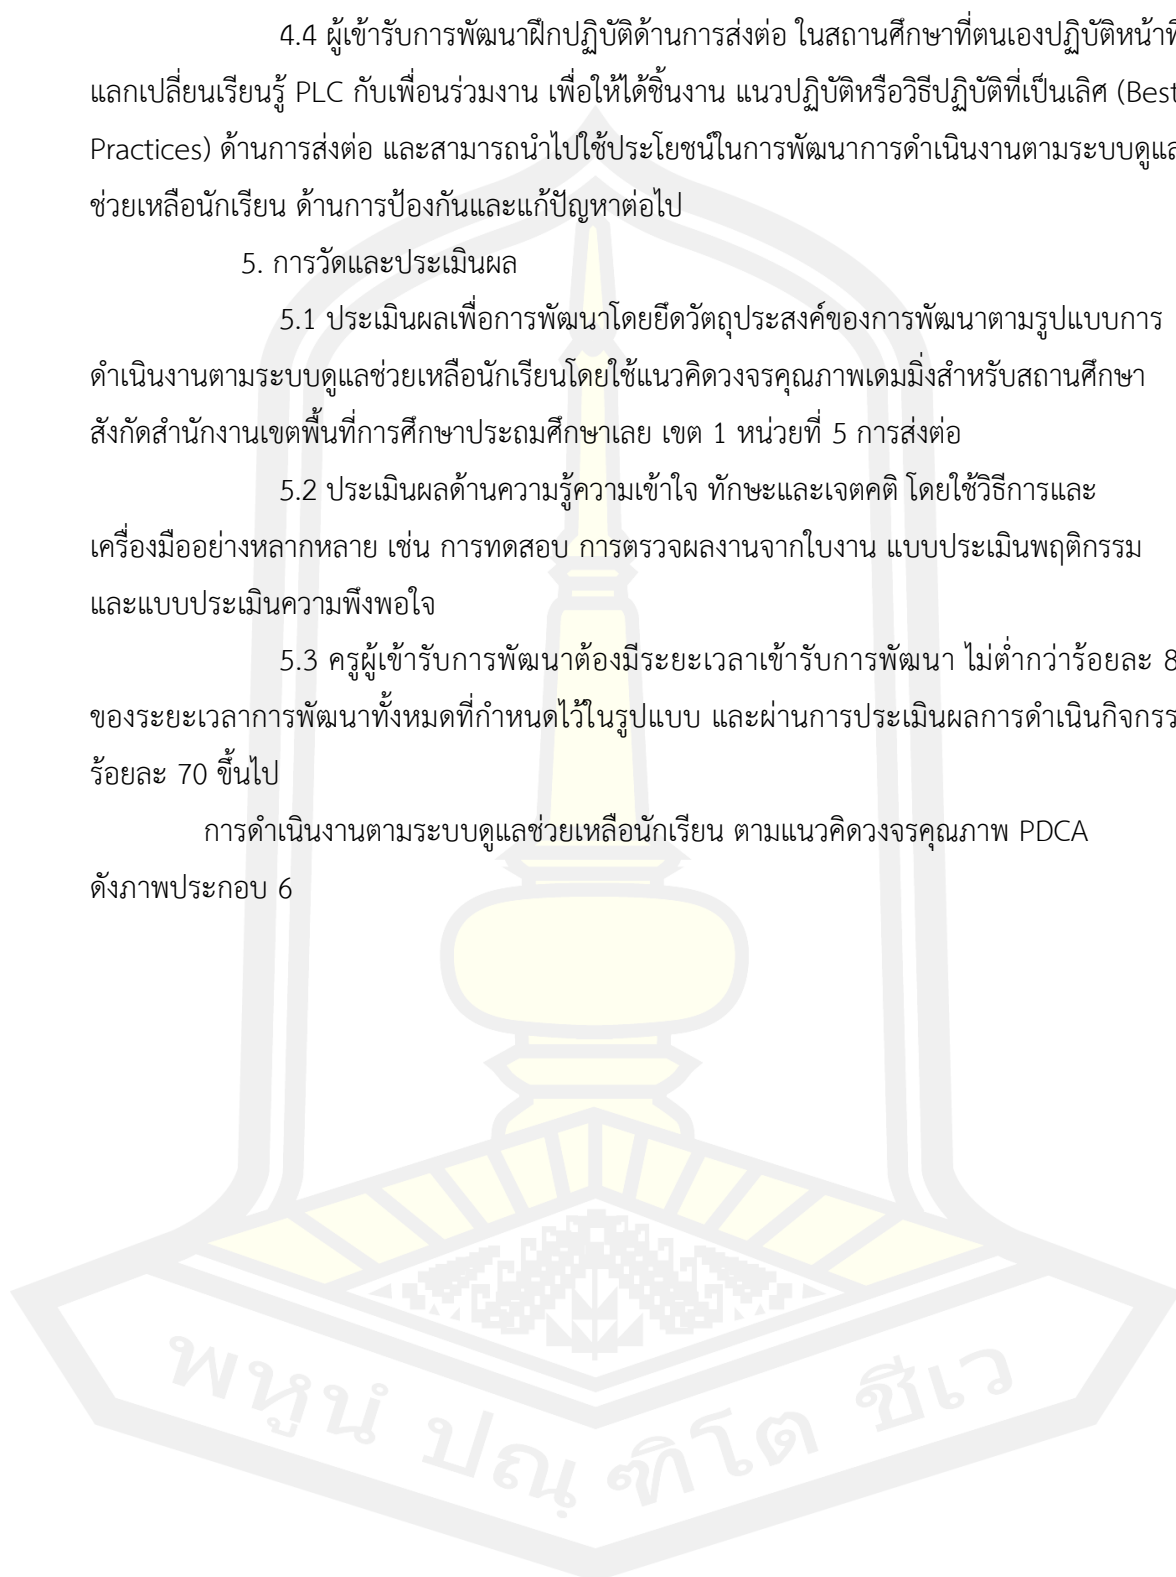 4.4 ผู้เข้ารับการพัฒนาฝึกปฏิบัติด้านการส่งต่อ ในสถานศึกษาที่ตนเองปฏิบัติหน้าที่
แลกเปลี่ยนเรียนรู้ PLC กับเพื่อนร่วมงาน เพื่อให้ได้ชิ้นงาน แนวปฏิบัติหรือวิธีปฏิบัติที่เป็นเลิศ (Best
Practices) ด้านการส่งต่อ และสามารถนำไปใช้ประโยชน์ในการพัฒนาการดำเนินงานตามระบบดูแล
ช่วยเหลือนักเรียน ด้านการป้องกันและแก้ปัญหาต่อไป
5. การวัดและประเมินผล
5.1 ประเมินผลเพื่อการพัฒนาโดยยึดวัตถุประสงค์ของการพัฒนาตามรูปแบบการ
ดำเนินงานตามระบบดูแลช่วยเหลือนักเรียนโดยใช้แนวคิดวงจรคุณภาพเดมมิ่งสำหรับสถานศึกษา
สังกัดสำนักงานเขตพื้นที่การศึกษาประถมศึกษาเลย เขต 1 หน่วยที่ 5 การส่งต่อ
5.2 ประเมินผลด้านความรู้ความเข้าใจ ทักษะและเจตคติ โดยใช้วิธีการและ
เครื่องมืออย่างหลากหลาย เช่น การทดสอบ การตรวจผลงานจากใบงาน แบบประเมินพฤติกรรม
และแบบประเมินความพึงพอใจ
5.3 ครูผู้เข้ารับการพัฒนาต้องมีระยะเวลาเข้ารับการพัฒนา ไม่ต่ำกว่าร้อยละ 8
ของระยะเวลาการพัฒนาทั้งหมดที่กำหนดไว้ในรูปแบบ และผ่านการประเมินผลการดำเนินกิจกรร
ร้อยละ 70 ขึ้นไป
การดำเนินงานตามระบบดูแลช่วยเหลือนักเรียน ตามแนวคิดวงจรคุณภาพ PDCA
ดังภาพประกอบ 6
พหูนํ ปณฺฑิโต ชีเว